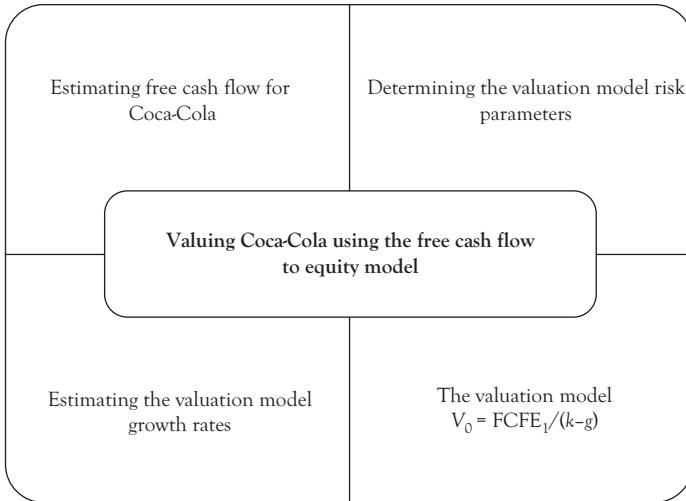 Estimating free cash flow for
Coca-Cola
Determining the valuation model risk
parameters
Valuing Coca-Cola using the free cash flow
to equity model
Estimating the valuation model
growth rates
The valuation model
V₀ = FCFE₁/(k–g)